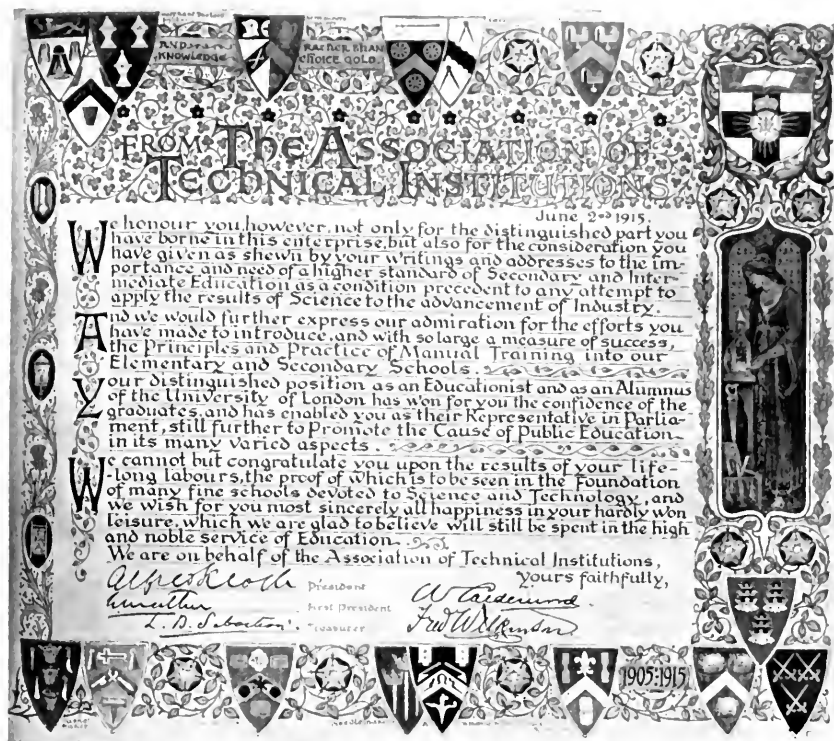 AND
KNOWLEDGE
RATHER THAN
CHOICE GOLD
FROM THE ASSOCIATION OF
TECHNICAL INSTITUTIONS
June 2nd 1915.
We honour you, however, not only for the distinguished part you
have borne in this enterprise, but also for the consideration you
have given as shewn by your writings and addresses to the im-
portance and need of a higher standard of Secondary and Inter-
mediate Education as a condition precedent to any attempt to
apply the results of Science to the advancement of Industry.
And we would further express our admiration for the efforts you
have made to introduce, and with so large a measure of success,
the Principles and Practice of Manual Training into our
Elementary and Secondary Schools.
Your distinguished position as an Educationist and as an Alumnus
of the University of London has won for you the confidence of the
graduates, and has enabled you as their Representative in Parlia-
ment, still further to Promote the Cause of Public Education
in its many varied aspects.
We cannot but congratulate you upon the results of your life-
-long labours, the proof of which is to be seen in the Foundation
of many fine schools devoted to Science and Technology, and
we wish for you most sincerely all happiness in your hardly won
leisure, which we are glad to believe will still be spent in the high
and noble service of Education.
We are on behalf of the Association of Technical Institutions,
Yours faithfully,
President
First President
Treasurer
Fred Wilkinson.
1905:1915